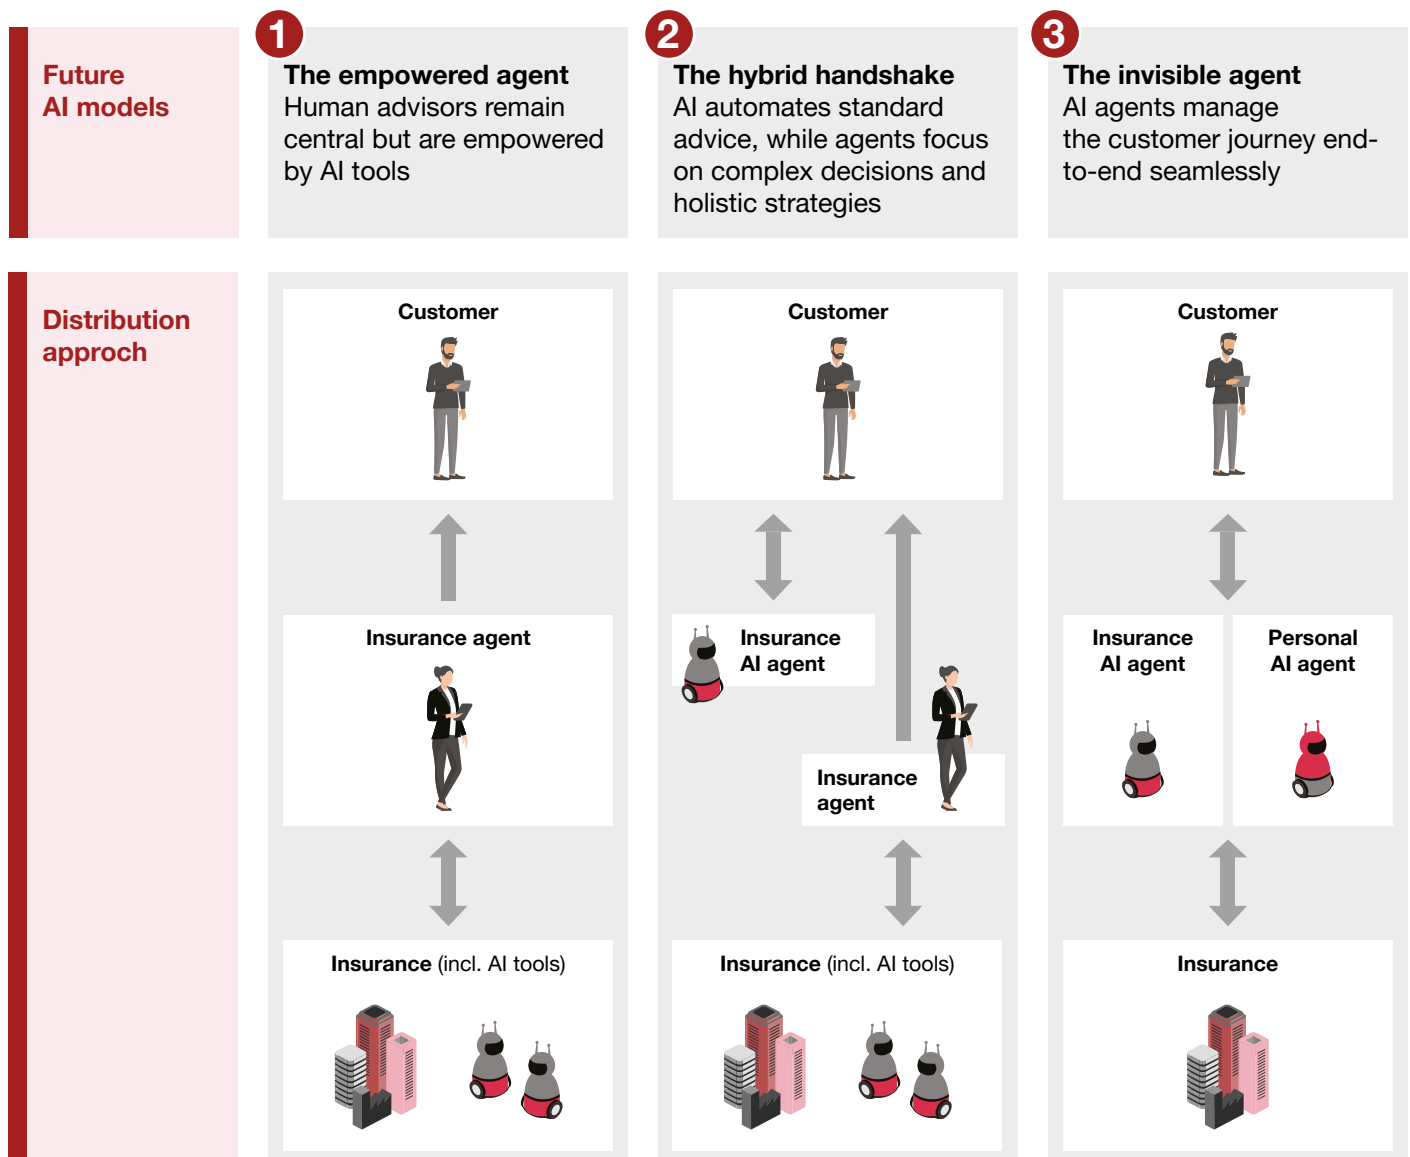 Future
AI models
1
The empowered agent
Human advisors remain
central but are empowered
by AI tools
2
The hybrid handshake
AI automates standard
advice, while agents focus
on complex decisions and
holistic strategies
3
The invisible agent
AI agents manage
the customer journey end-
to-end seamlessly
Distribution
approch
Customer
Insurance agent
Insurance (incl. AI tools)
Customer
Insurance
AI agent
Insurance
agent
Insurance (incl. AI tools)
Customer
Insurance
AI agent
Personal
AI agent
Insurance